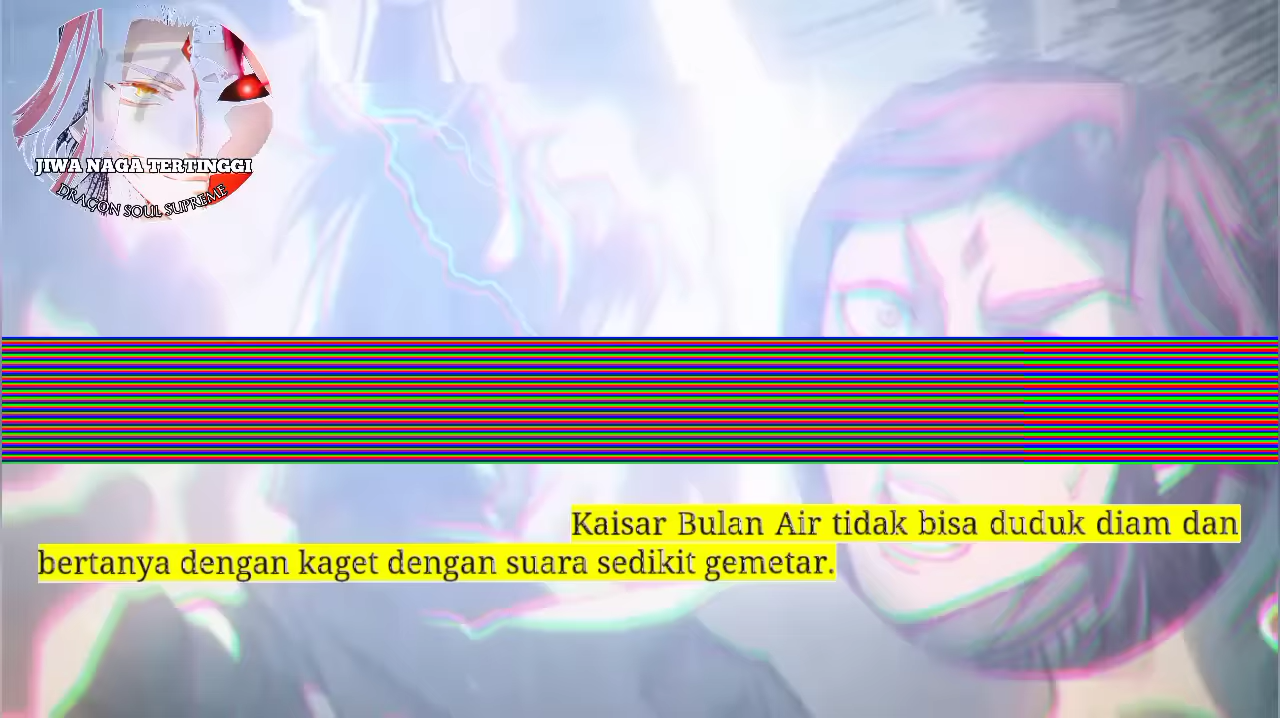 JIWA NAGA TERTINGGI
DRAGON SOUL SUPREME
Kaisar Bulan Air tidak bisa duduk diam dan
bertanya dengan kaget dengan suara sedikit gemetar.